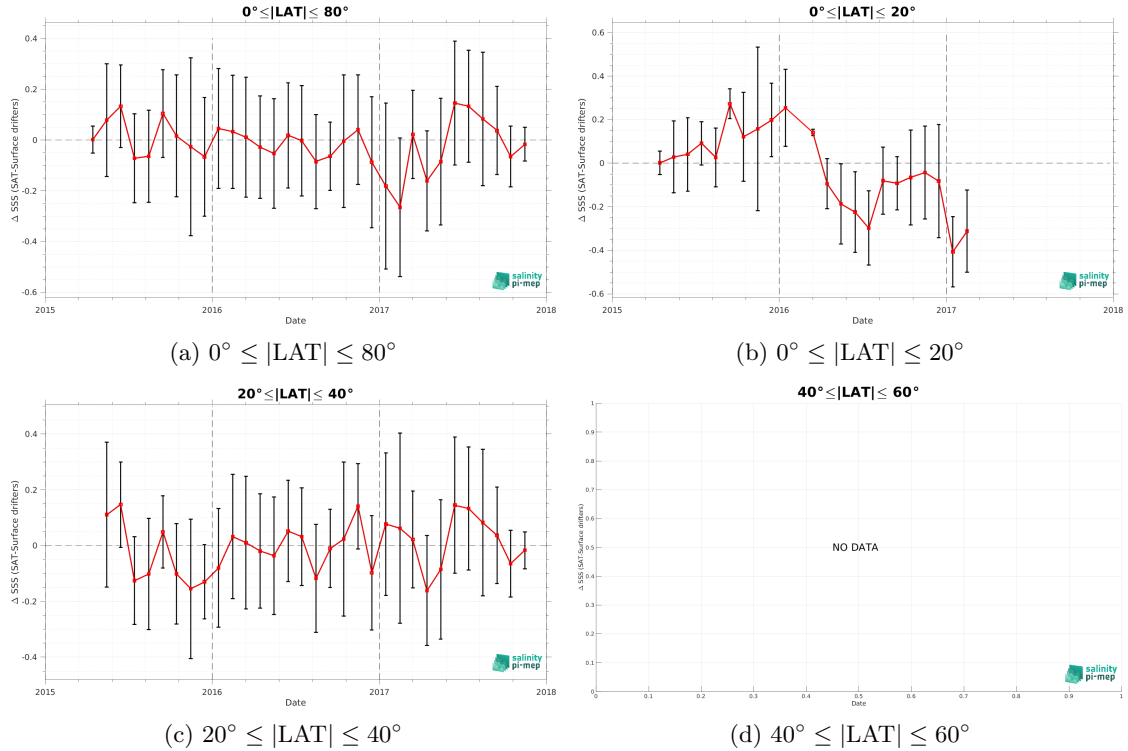 0°≤|LAT|≤ 80°
0.4
0.2
0
-0.2
-0.4
-0.6
Δ SSS (SAT-Surface drifters)
2015 2016 2017 2018
Date
salinity
pi-mep
(a) 0° ≤ |LAT| ≤ 80°
0°≤|LAT|≤ 20°
0.6
0.4
0.2
0
-0.2
-0.4
-0.6
Δ SSS (SAT-Surface drifters)
2015 2016 2017 2018
Date
salinity
pi-mep
(b) 0° ≤ |LAT| ≤ 20°
20°≤|LAT|≤ 40°
0.4
0.2
0
-0.2
-0.4
Δ SSS (SAT-Surface drifters)
2015 2016 2017 2018
Date
salinity
pi-mep
(c) 20° ≤ |LAT| ≤ 40°
40°≤|LAT|≤ 60°
1
0.9
0.8
0.7
0.6
0.5
0.4
0.3
0.2
0.1
0
Δ SSS (SAT-Surface drifters)
NO DATA
0 0.1 0.2 0.3 0.4 0.5 0.6 0.7 0.8 0.9 1
Date
salinity
pi-mep
(d) 40° ≤ |LAT| ≤ 60°